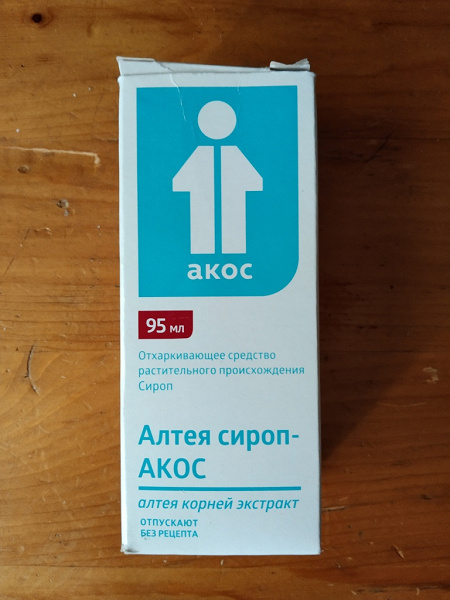 акос
95 мл
Отхаркивающее средство
растительного происхождения
Сироп
Алтея сироп-
АКОС
алтея корней экстракт
ОТПУСКАЮТ
БЕЗ РЕЦЕПТА